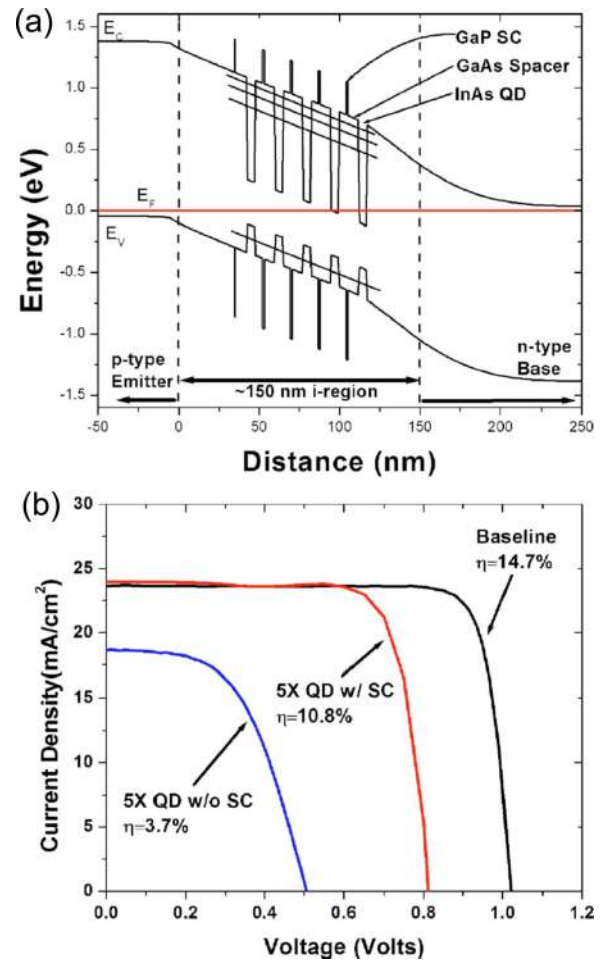 (a)
E_C
GaP SC
GaAs Spacer
InAs QD
E_F
E_V
1.5
1.0
0.5
0.0
-0.5
-1.0
-1.5
Energy (eV)
p-type
Emitter
~150 nm i-region
n-type
Base
-50 0 50 100 150 200 250
Distance (nm)
(b)
30
25
20
15
10
5
0
Current Density(mA/cm²)
Baseline
η=14.7%
5X QD w/ SC
η=10.8%
5X QD w/o SC
η=3.7%
0.0 0.2 0.4 0.6 0.8 1.0 1.2
Voltage (Volts)